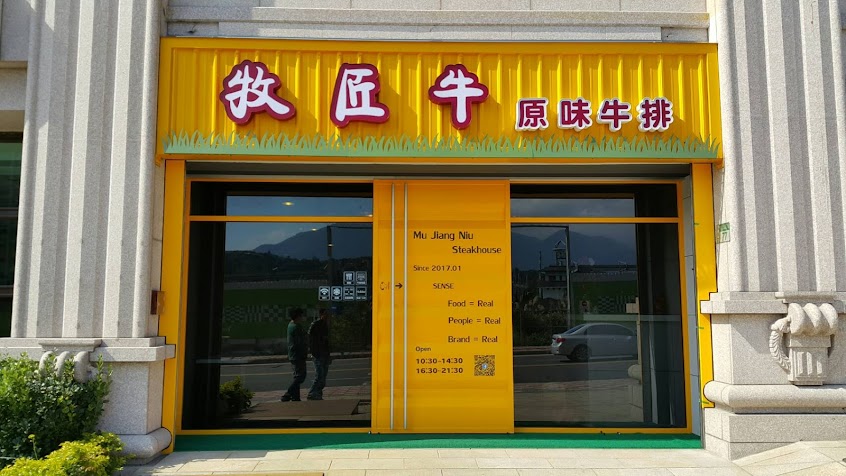 牧匠牛 原味牛排
Mu Jiang Niu
Steakhouse
Since 2017.01
SENSE
Food = Real
People = Real
Brand = Real
Open
10:30-14:30
16:30-21:30